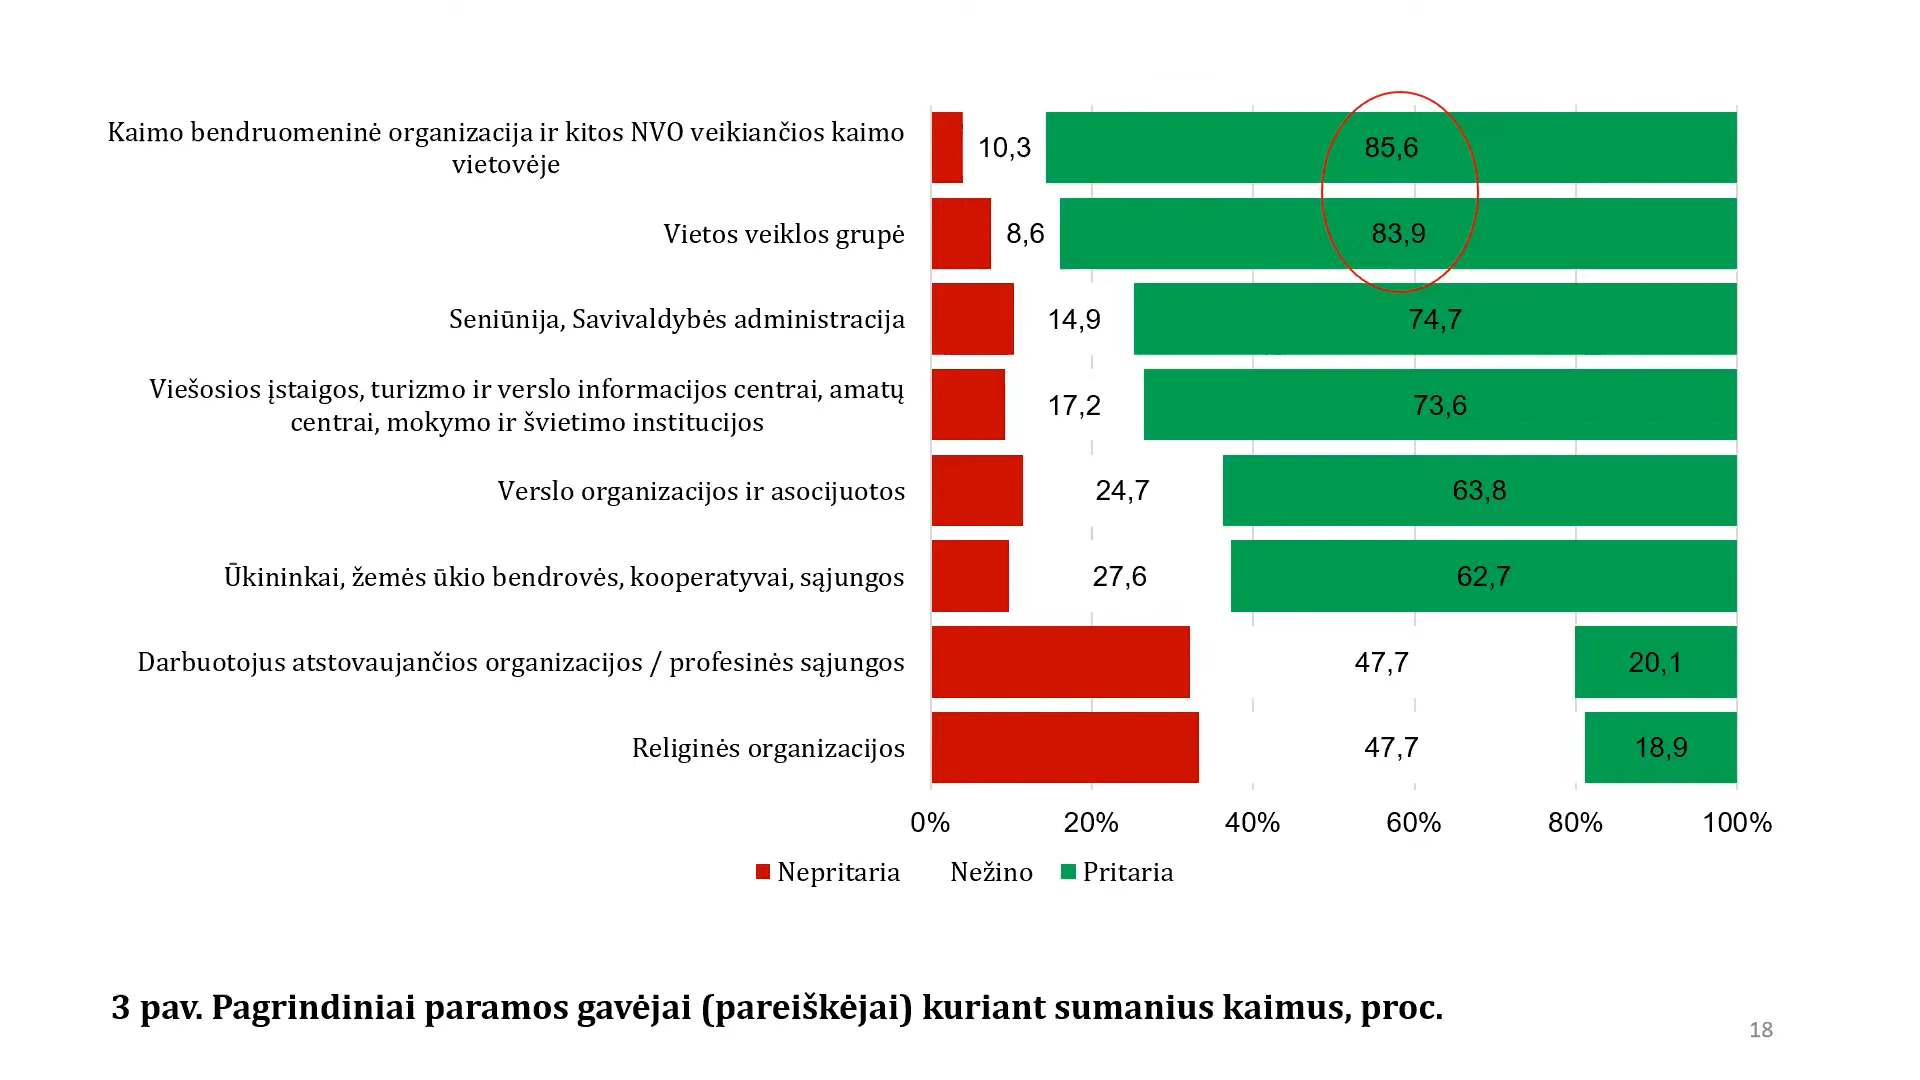 Kaimo bendruomeninė organizacija ir kitos NVO veikiančios kaimo
vietovėje
10,3
85,6
Vietos veiklos grupė
8,6
83,9
Seniūnija, Savivaldybės administracija
14,9
74,7
Viešosios įstaigos, turizmo ir verslo informacijos centrai, amatų
centrai, mokymo ir švietimo institucijos
17,2
73,6
Verslo organizacijos ir asocijuotos
24,7
63,8
Ūkininkai, žemės ūkio bendrovės, kooperatyvai, sąjungos
27,6
62,7
Darbuotojus atstovaujančios organizacijos / profesinės sąjungos
47,7
20,1
Religinės organizacijos
47,7
18,9
0% 20% 40% 60% 80% 100%
Nepritaria Nežino Pritaria
3 pav. Pagrindiniai paramos gavėjai (pareiškėjai) kuriant sumanius kaimus, proc.
18